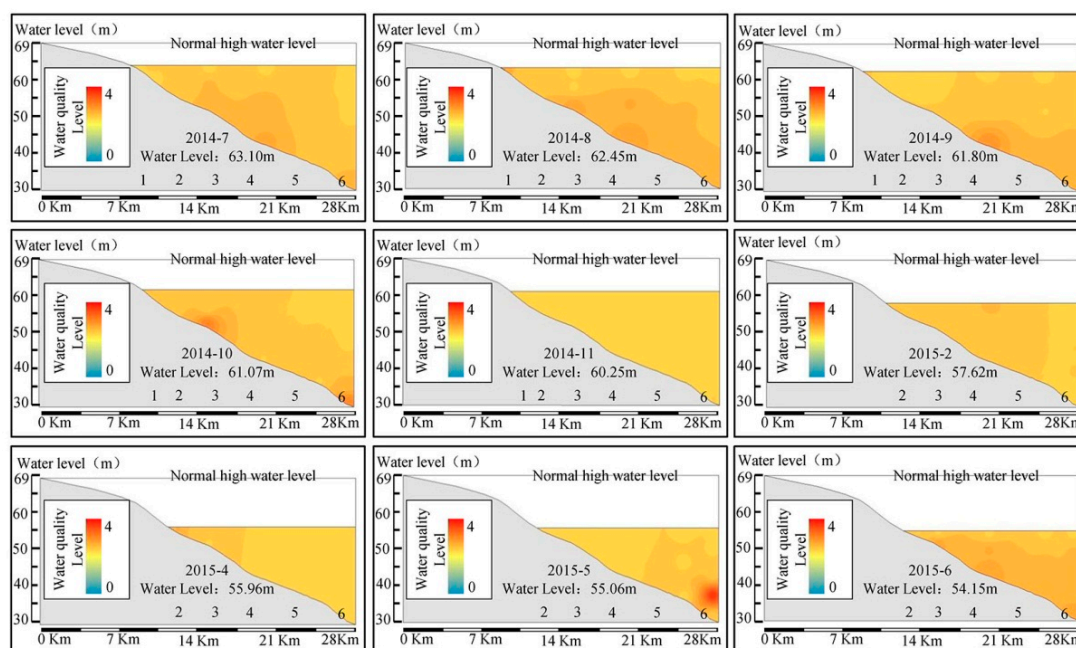 Water level（m）
Normal high water level
69
60
50
40
30
Water quality
Level
4
0
2014-7
Water Level：63.10m
1 2 3 4 5 6
0 Km 7 Km 14 Km 21 Km 28Km
Water level（m）
Normal high water level
69
60
50
40
30
Water quality
Level
4
0
2014-8
Water Level：62.45m
1 2 3 4 5 6
0 Km 7 Km 14 Km 21 Km 28Km
Water level（m）
Normal high water level
69
60
50
40
30
Water quality
Level
4
0
2014-9
Water Level：61.80m
1 2 3 4 5 6
0 Km 7 Km 14 Km 21 Km 28Km
Water level（m）
Normal high water level
69
60
50
40
30
Water quality
Level
4
0
2014-10
Water Level：61.07m
1 2 3 4 5 6
0 Km 7 Km 14 Km 21 Km 28Km
Water level（m）
Normal high water level
69
60
50
40
30
Water quality
Level
4
0
2014-11
Water Level：60.25m
1 2 3 4 5 6
0 Km 7 Km 14 Km 21 Km 28Km
Water level（m）
Normal high water level
69
60
50
40
30
Water quality
Level
4
0
2015-2
Water Level：57.62m
2 3 4 5 6
0 Km 7 Km 14 Km 21 Km 28Km
Water level（m）
Normal high water level
69
60
50
40
30
Water quality
Level
4
0
2015-4
Water Level：55.96m
2 3 4 5 6
0 Km 7 Km 14 Km 21 Km 28Km
Water level（m）
Normal high water level
69
60
50
40
30
Water quality
Level
4
0
2015-5
Water Level：55.06m
2 3 4 5 6
0 Km 7 Km 14 Km 21 Km 28Km
Water level（m）
Normal high water level
69
60
50
40
30
Water quality
Level
4
0
2015-6
Water Level：54.15m
2 3 4 5 6
0 Km 7 Km 14 Km 21 Km 28Km